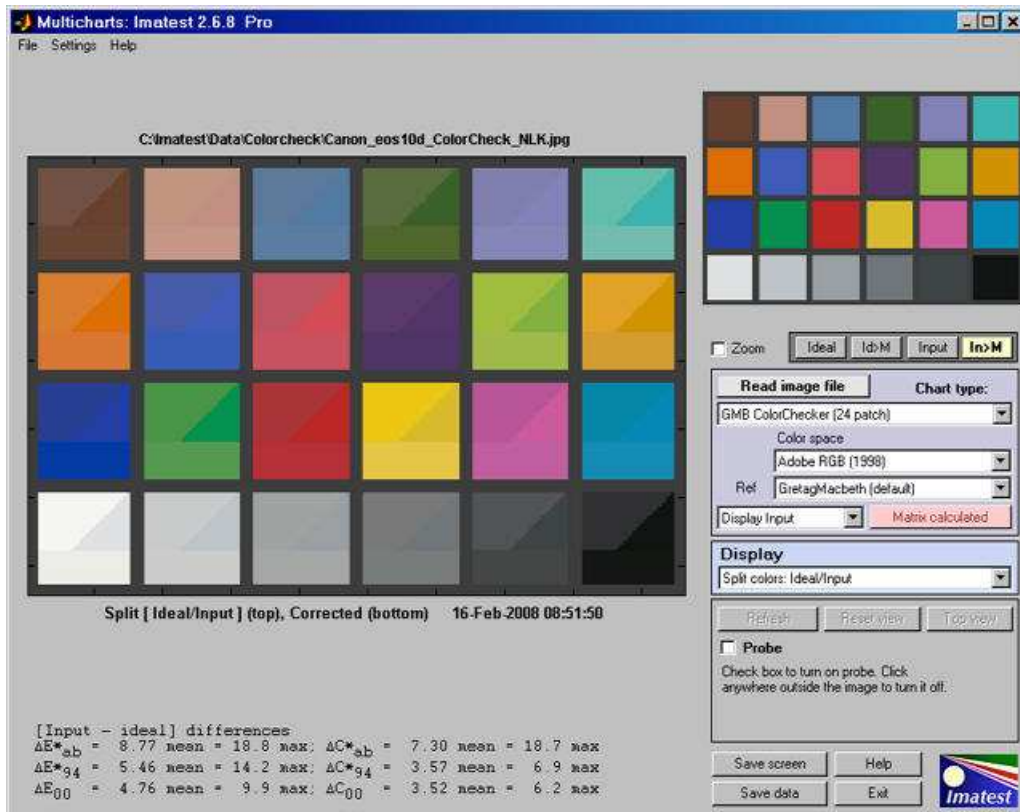 Multicharts: Imatest 2.6.8 Pro
File Settings Help
C:\Imatest\Data\Colorcheck\Canon_eos10d_ColorCheck_NLK.jpg
Zoom Ideal Id>M Input In>M
Read image file Chart type:
GMB ColorChecker (24 patch)
Color space
Adobe RGB (1998)
Ref GretagMacbeth (default)
Display Input Matrix calculated
Display
Split colors: Ideal/Input
Split [ Ideal/Input ] (top), Corrected (bottom) 16-Feb-2008 08:51:50
Refresh Reset view Top view
Probe
Check box to turn on probe. Click
anywhere outside the image to turn it off.
[Input - ideal] differences
ΔE*ab = 8.77 mean = 18.8 max; ΔC*ab = 7.30 mean = 18.7 max
ΔE*94 = 5.46 mean = 14.2 max; ΔC*94 = 3.57 mean = 6.9 max
ΔE00 = 4.76 mean = 9.9 max; ΔC00 = 3.52 mean = 6.2 max
Save screen Help
Save data Exit
Imatest